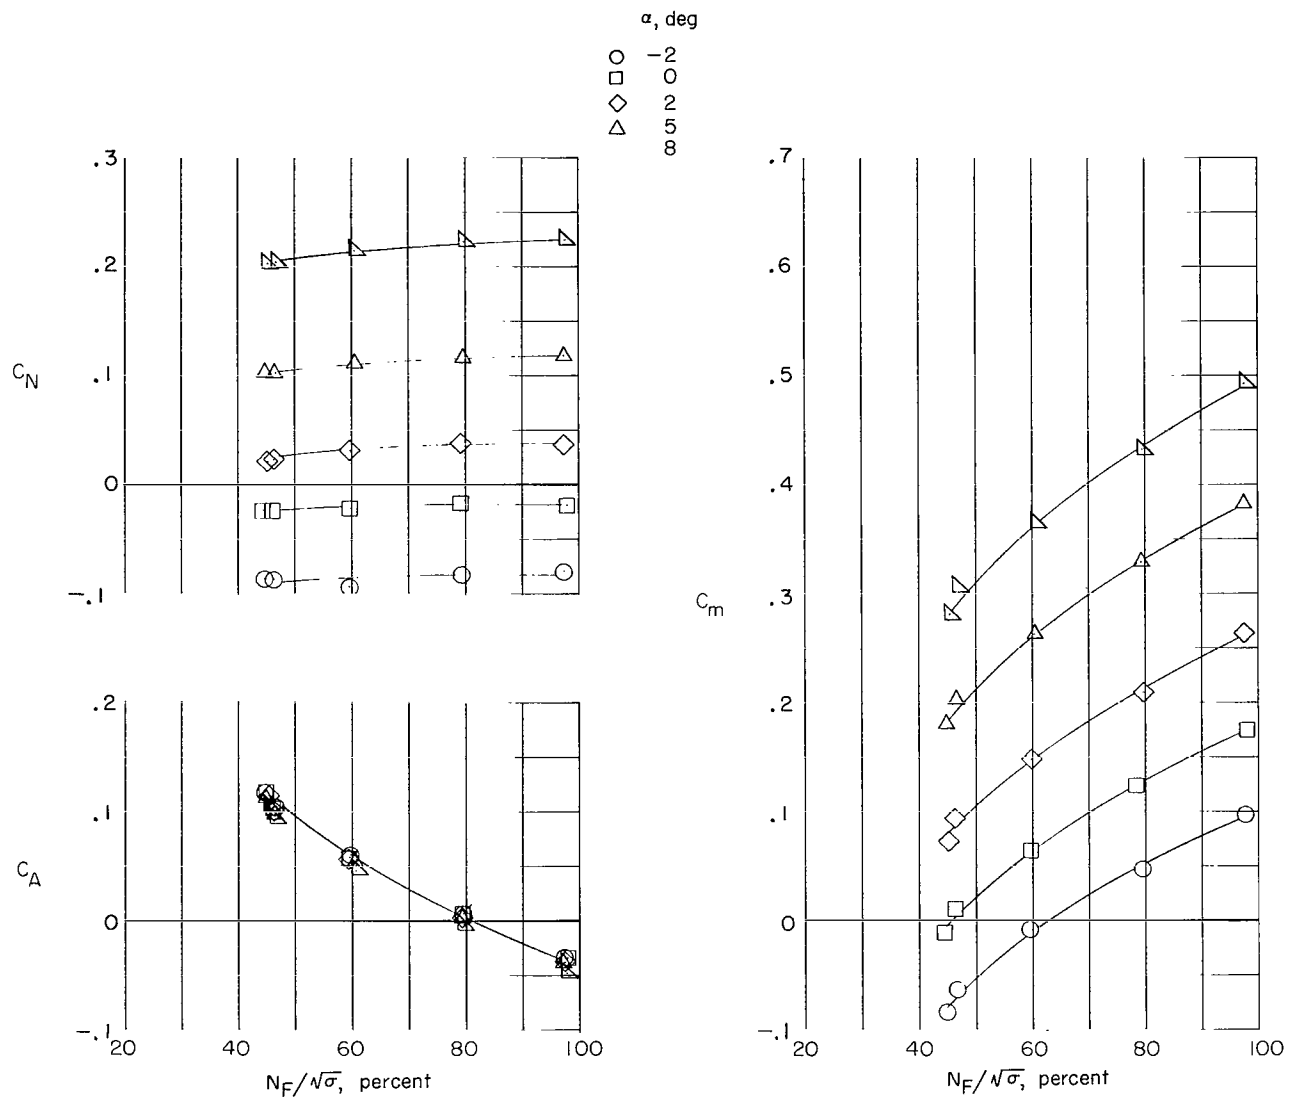 α, deg
−2
0
2
5
8
.3
.2
.1
0
−.1
C_N
.2
.1
0
−.1
C_A
20 40 60 80 100
N_F/√σ, percent
.7
.6
.5
.4
.3
.2
.1
0
−.1
C_m
20 40 60 80 100
N_F/√σ, percent